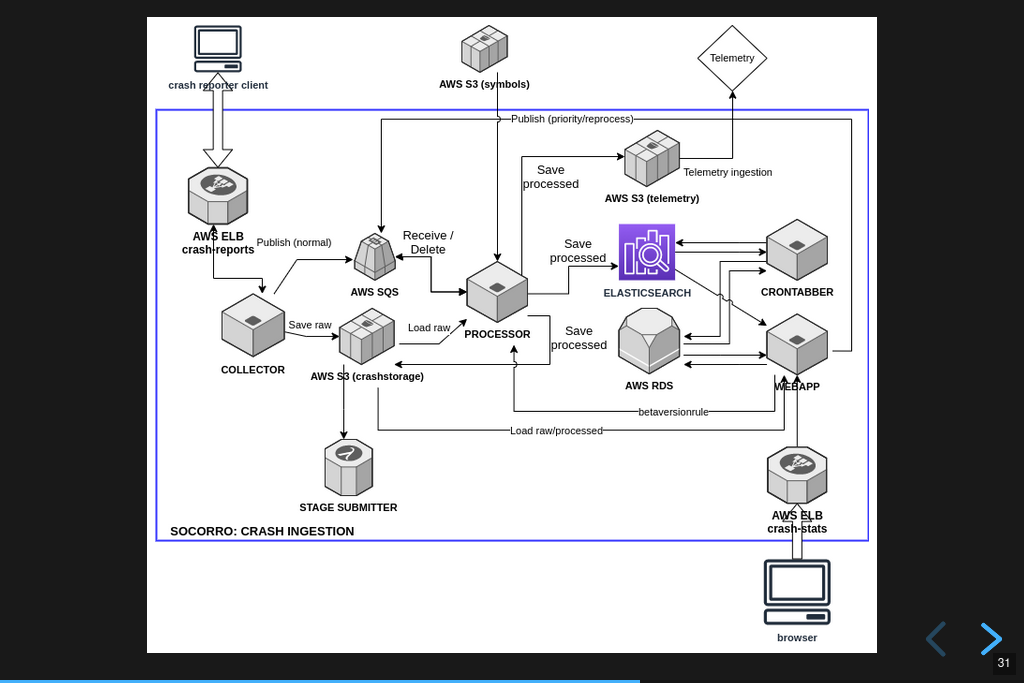 crash reporter client
AWS S3 (symbols)
Telemetry
Publish (priority/reprocess)
Save
processed
Telemetry ingestion
AWS S3 (telemetry)
AWS ELB
crash-reports
Publish (normal)
Receive /
Delete
Save
processed
AWS SQS
ELASTICSEARCH
CRONTABBER
Save raw
Load raw
PROCESSOR
Save
processed
COLLECTOR
AWS S3 (crashstorage)
AWS RDS
WEBAPP
betaversionrule
Load raw/processed
STAGE SUBMITTER
AWS ELB
crash-stats
SOCORRO: CRASH INGESTION
browser
31